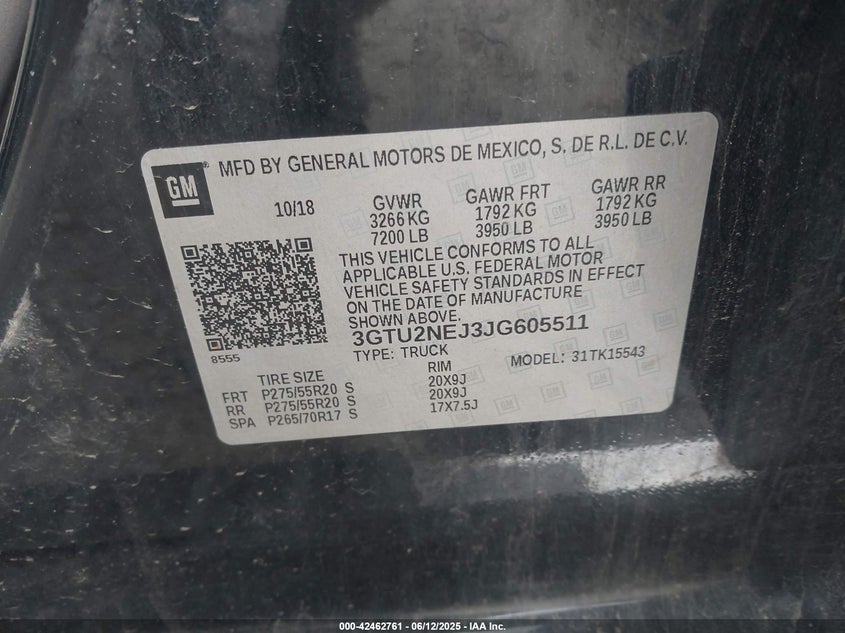 GM
MFD BY GENERAL MOTORS DE MEXICO, S, DE R.L. DE C.V.
10/18 GVWR GAWR FRT GAWR RR
3266 KG 1792 KG 1792 KG
7200 LB 3950 LB 3950 LB
THIS VEHICLE CONFORMS TO ALL
APPLICABLE U.S. FEDERAL MOTOR
VEHICLE SAFETY STANDARDS IN EFFECT
ON THE DATE OF MANUFACTURE
SHOWN ABOVE.
3GTU2NEJ3JG605511
8555
TYPE: TRUCK MODEL: 31TK15543
TIRE SIZE RIM
FRT P275/55R20 S 20X9J
RR P275/55R20 S 20X9J
SPA P265/70R17 S 17X7.5J
000-42462761 - 06/12/2025 - IAA Inc.